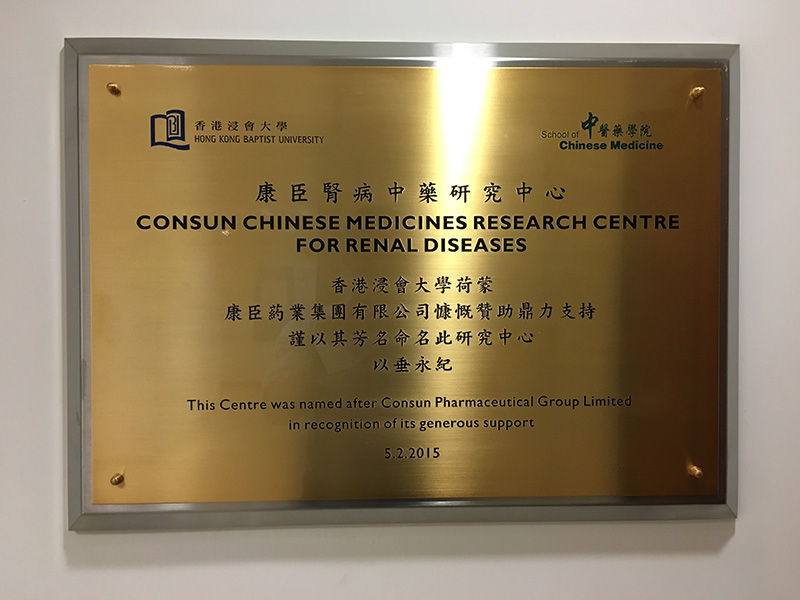 香港浸會大學
HONG KONG BAPTIST UNIVERSITY
School of 中醫藥學院
Chinese Medicine
康臣腎病中藥研究中心
CONSUN CHINESE MEDICINES RESEARCH CENTRE
FOR RENAL DISEASES
香港浸會大學荷蒙
康臣葯業集團有限公司慷慨贊助鼎力支持
謹以其芳名命名此研究中心
以垂永紀
This Centre was named after Consun Pharmaceutical Group Limited
in recognition of its generous support
5.2.2015